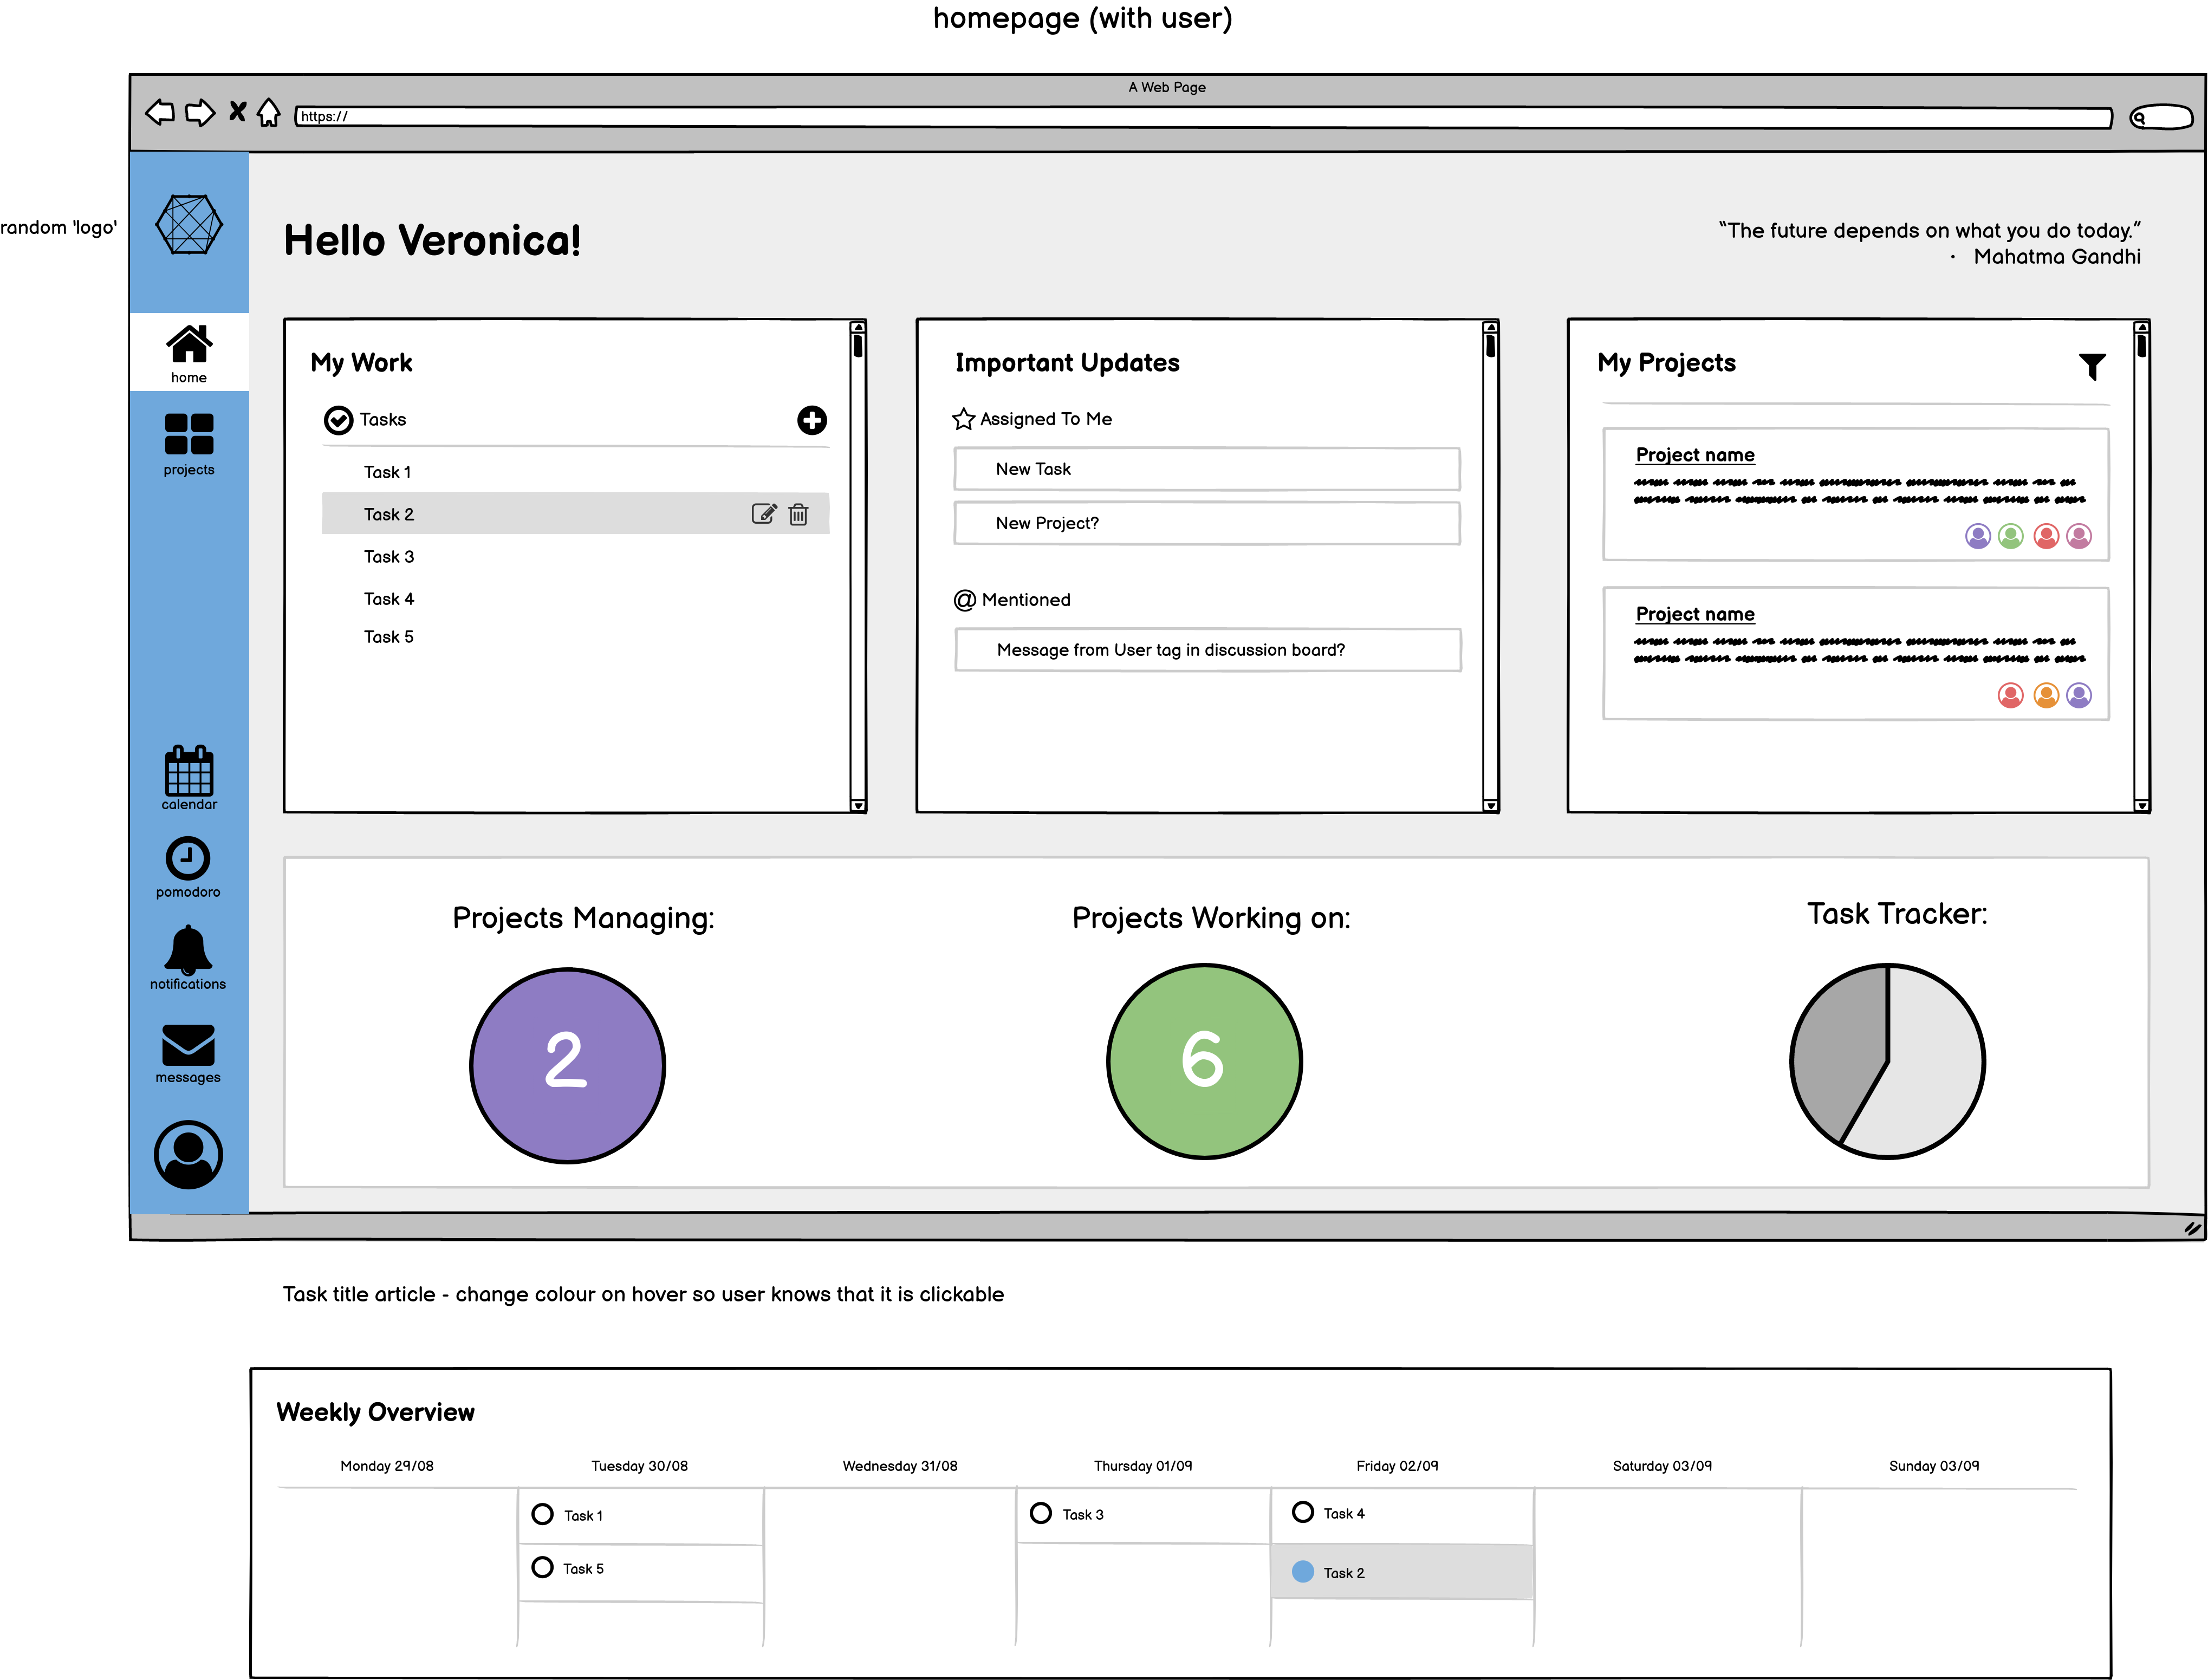 homepage (with user)
A Web Page
https://
random 'logo'
Hello Veronica!
“The future depends on what you do today.”
• Mahatma Gandhi
home
projects
calendar
pomodoro
notifications
messages
My Work
Tasks
Task 1
Task 2
Task 3
Task 4
Task 5
Important Updates
Assigned To Me
New Task
New Project?
@ Mentioned
Message from User tag in discussion board?
My Projects
Project name
Project name
Projects Managing:
2
Projects Working on:
6
Task Tracker:
Task title article - change colour on hover so user knows that it is clickable
Weekly Overview
Monday 29/08
Tuesday 30/08
Wednesday 31/08
Thursday 01/09
Friday 02/09
Saturday 03/09
Sunday 03/09
Task 1
Task 5
Task 3
Task 4
Task 2